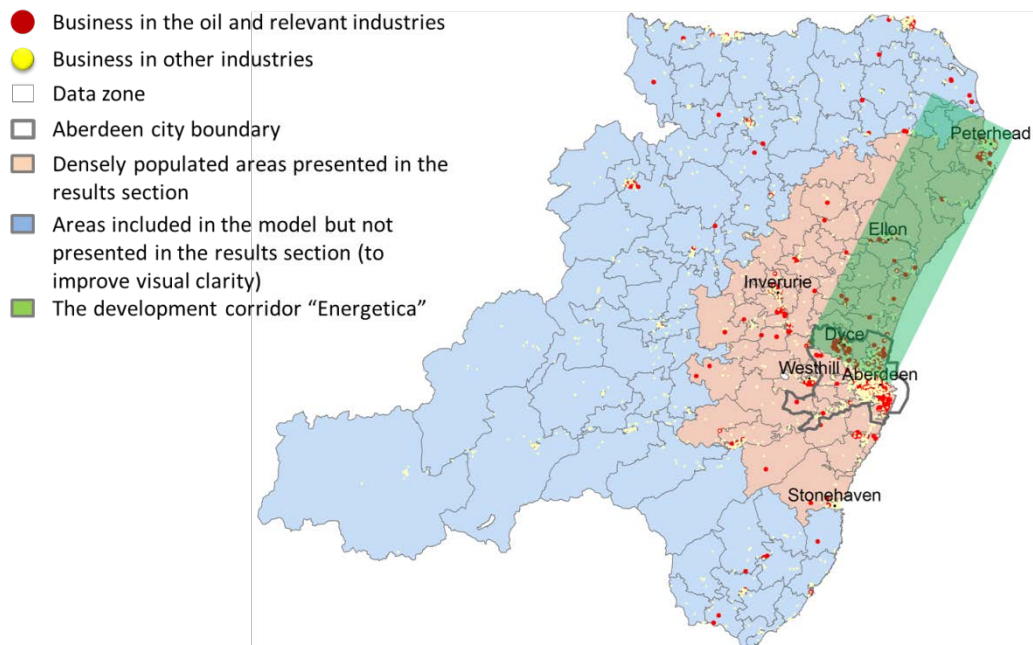 Business in the oil and relevant industries
Business in other industries
Data zone
Aberdeen city boundary
Densely populated areas presented in the
results section
Areas included in the model but not
presented in the results section (to
improve visual clarity)
The development corridor “Energetica”
Peterhead
Ellon
Inverurie
Dyce
Westhill
Aberdeen
Stonehaven